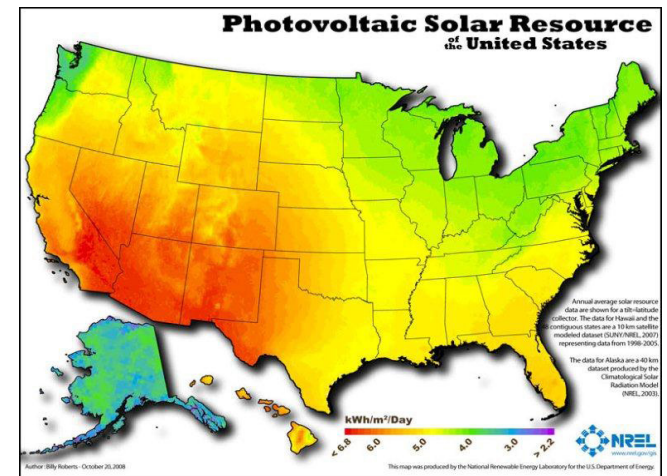 Photovoltaic Solar Resource
of the United States
Annual average solar resource
data are shown for a tilt=latitude
collector. The data for Hawaii and the
contiguous states are a 10 km satellite
modeled dataset (SUNY/NREL, 2007)
representing data from 1998-2005.
The data for Alaska are a 40 km
dataset produced by the
Climatological Solar
Radiation Model
(NREL, 2003).
kWh/m²/Day
< 6.8 6.0 5.0 4.0 3.0 > 2.2
NREL
www.nrel.gov/gis
Author : Billy Roberts - October 20, 2008
This map was produced by the National Renewable Energy Laboratory for the U.S. Department of Energy.